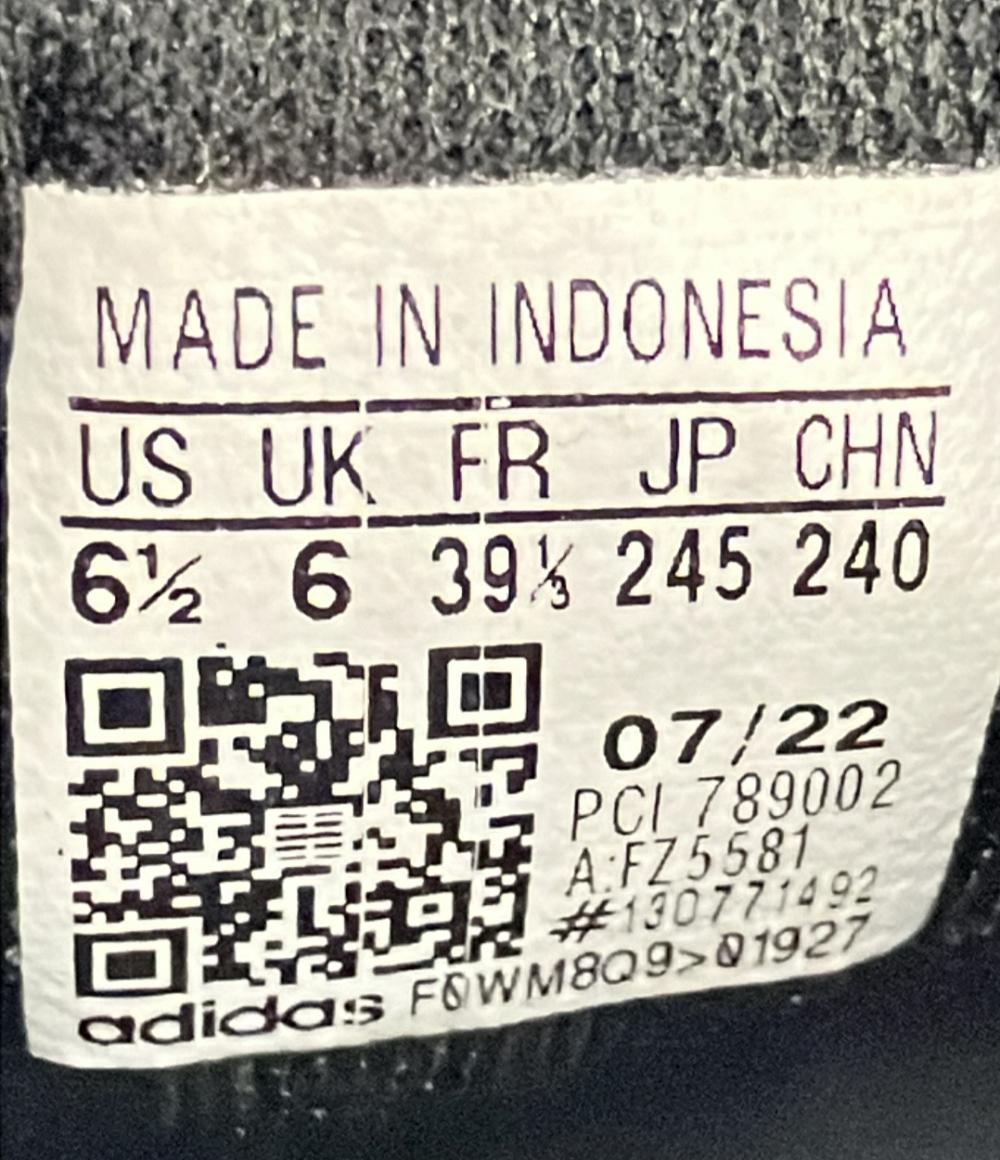 MADE IN INDONESIA
US UK FR JP CHN
6½ 6 39⅓ 245 240
07/22
PCI 789002
A:FZ5581
#130771492
adidas F0WM8Q9>01927